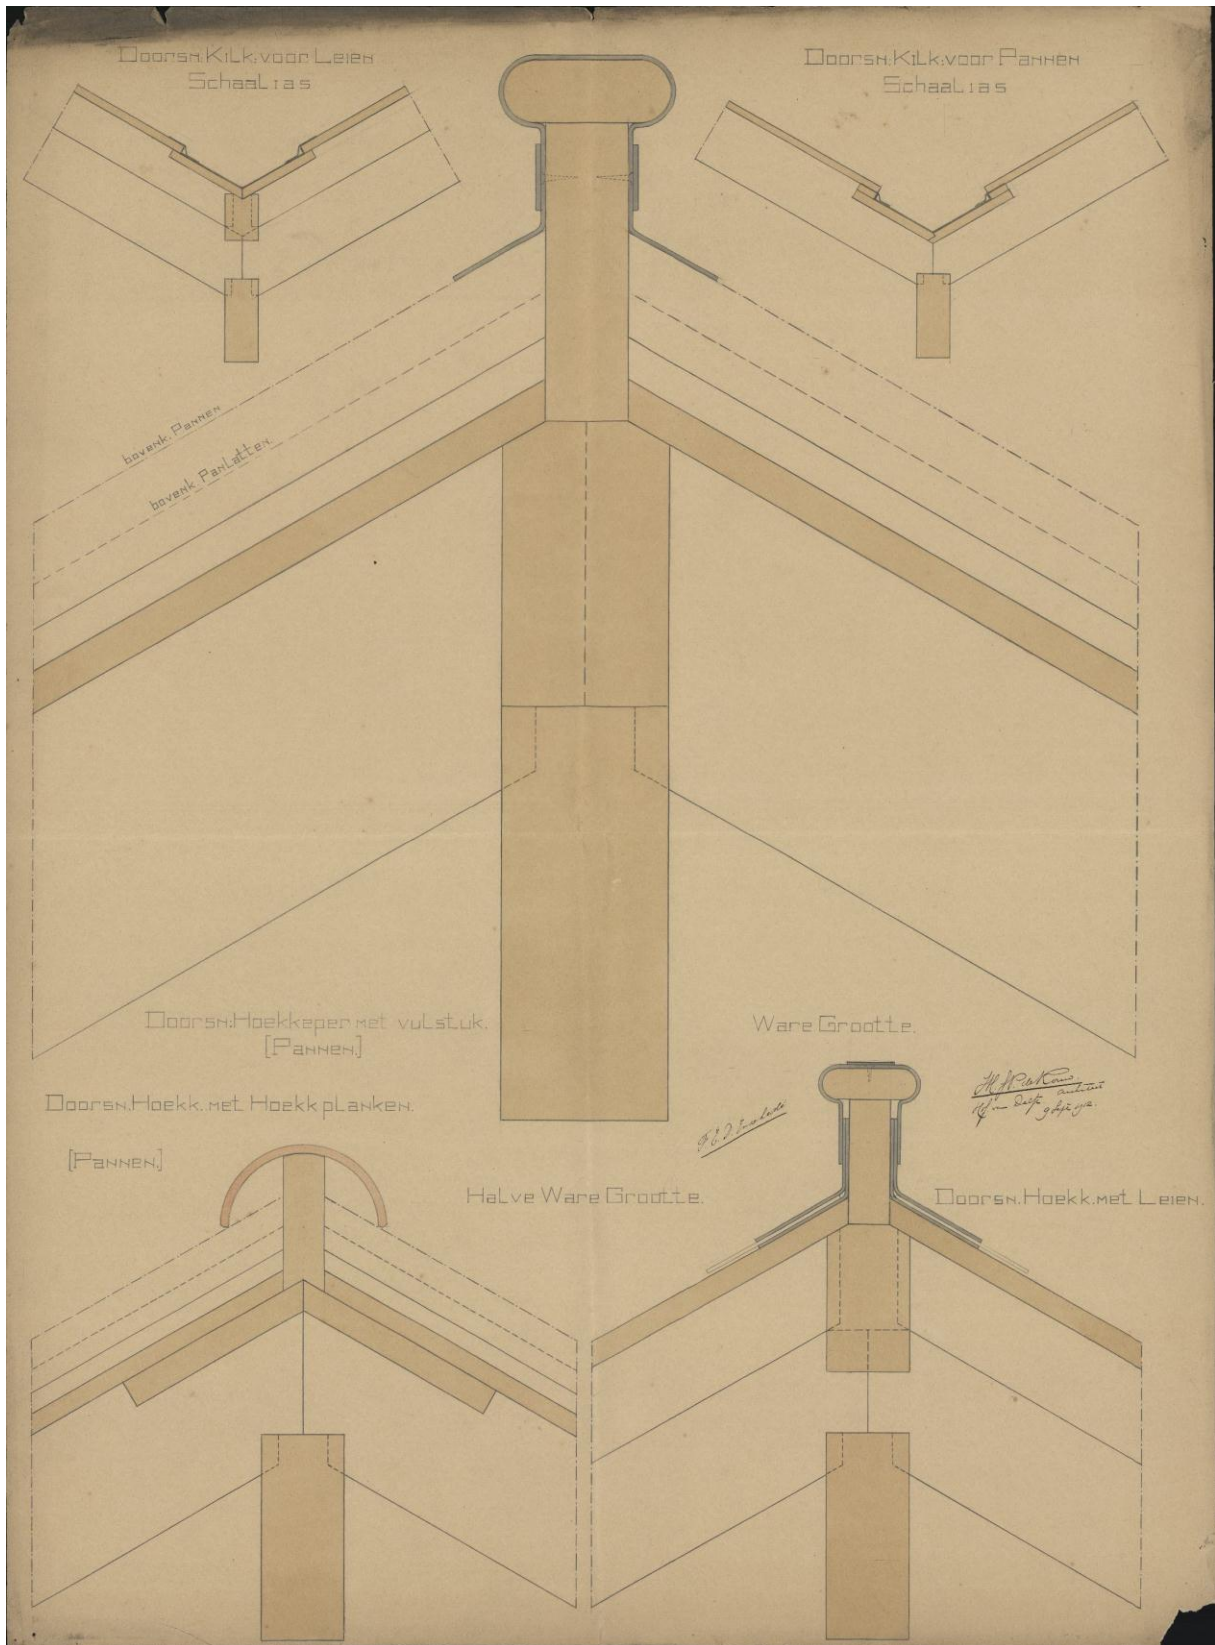 Doorsn: Kilk: voor Leien
Schaal 1 a 5
Doorsn: Kilk: voor Pannen
Schaal 1 a 5
bovenk. Pannen
bovenk. Panlatten.
Doorsn: Hoekkeper met vulstuk.
[Pannen.]
Ware Grootte.
Doorsn. Hoekk. met Hoekkplanken.
[Pannen.]
Halve Ware Grootte.
Doorsn. Hoekk. met Leien.